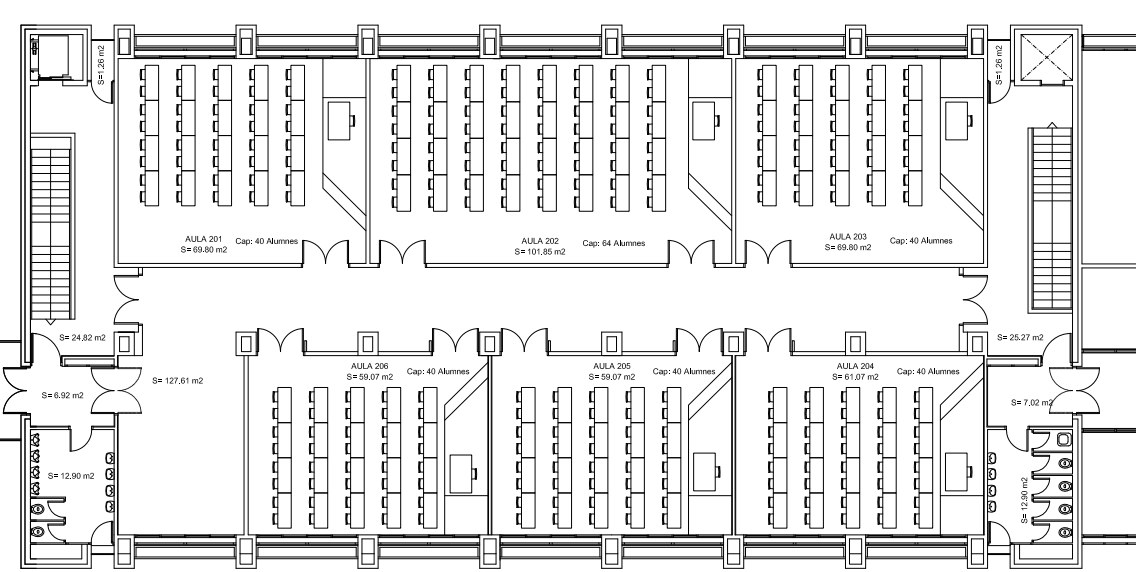 S=1.26 m2
S=1.26 m2
AULA 201
S= 69.80 m2
Cap: 40 Alumnes
AULA 202
S= 101.85 m2
Cap: 64 Alumnes
AULA 203
S= 69.80 m2
Cap: 40 Alumnes
S= 24.82 m2
S= 25.27 m2
S= 127.61 m2
AULA 206
S= 59.07 m2
Cap: 40 Alumnes
AULA 205
S= 59.07 m2
Cap: 40 Alumnes
AULA 204
S= 61.07 m2
Cap: 40 Alumnes
S= 6.92 m2
S= 7.02 m2
S= 12.90 m2
S= 12.90 m2